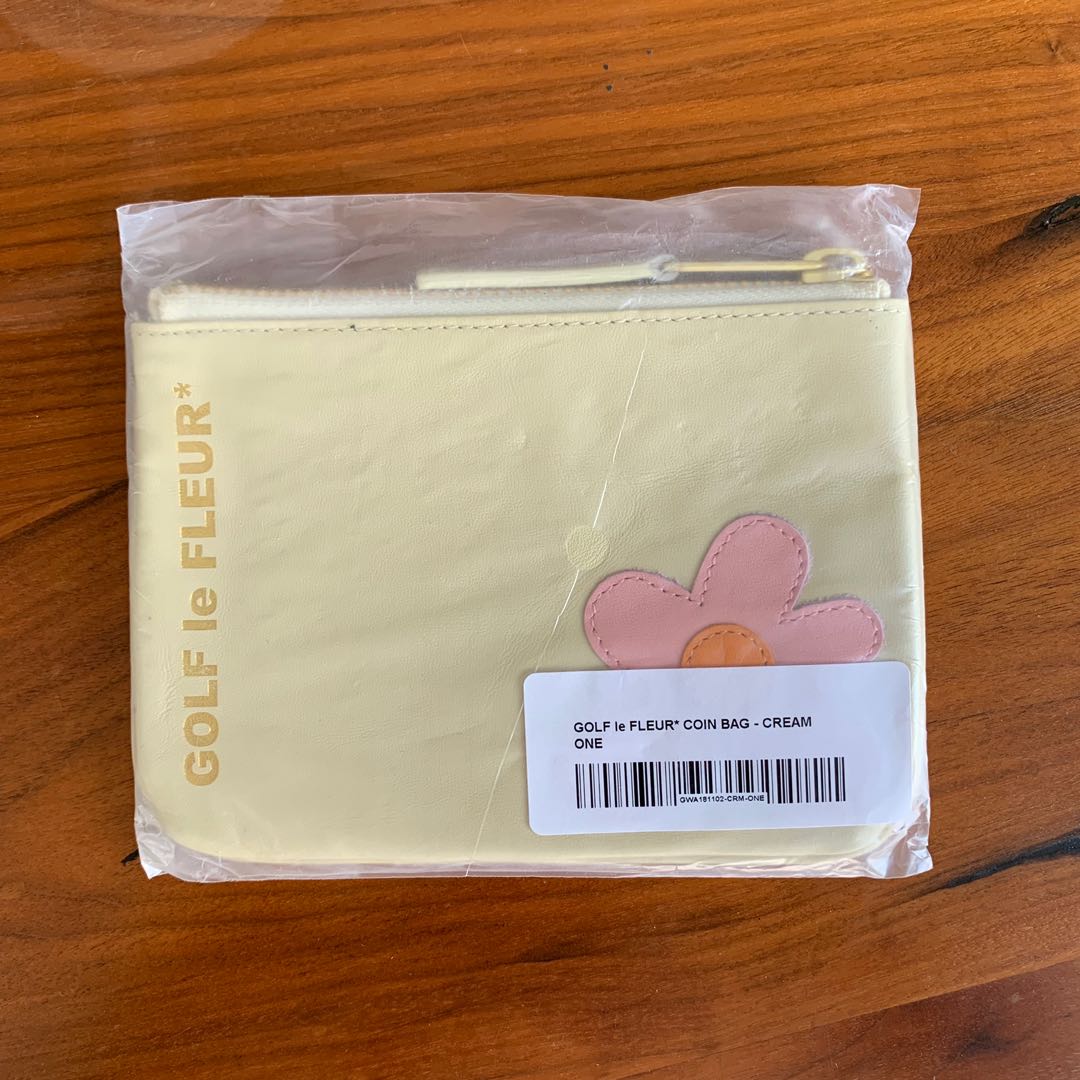 GOLF le FLEUR*
GOLF le FLEUR* COIN BAG - CREAM
ONE
GWA181102-CRM-ONE